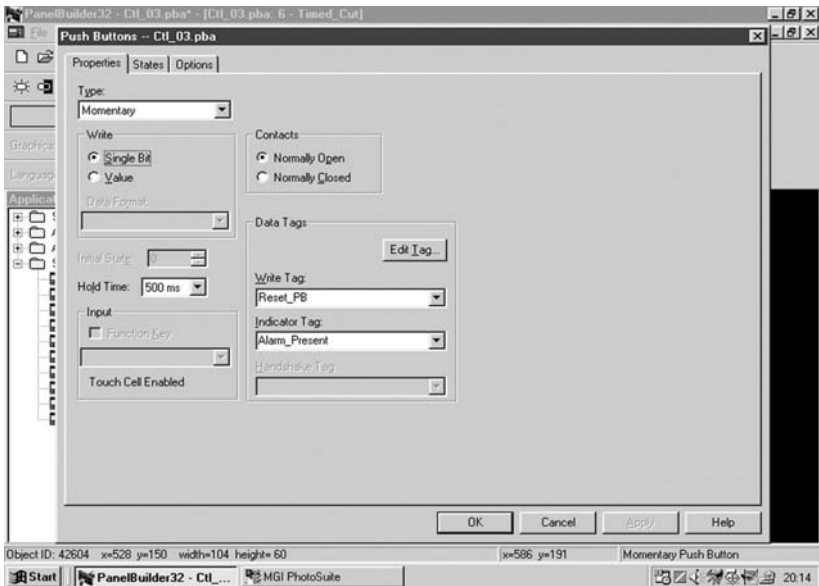 PanelBuilder32 - Ctl_03.pba* - [Ctl_03.pba: 6 - Timed_Cut]
File
Push Buttons -- Ctl_03.pba
Properties States Options
Type:
Momentary
Write
Single Bit
Value
Data Format:
Contacts
Normally Open
Normally Closed
Initial State: 0
Hold Time: 500 ms
Input
Function Key
Touch Cell Enabled
Data Tags
Edit Tag...
Write Tag:
Reset_PB
Indicator Tag:
Alarm_Present
Handshake Tag:
Graphics
Languag
Applicat
OK Cancel Apply Help
Object ID: 42604 x=528 y=150 width=104 height= 60 x=586 y=191 Momentary Push Button
Start PanelBuilder32 - Ctl_... MGI PhotoSuite 20:14